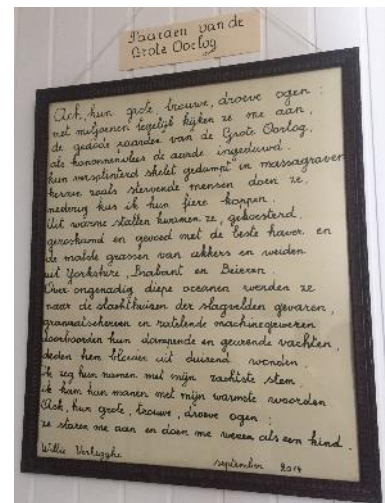 Paarden van de
Grote Oorlog
Ach, hun grote, trouwe, droeve ogen :
met miljoenen tegelijk kijken ze me aan,
de gedode paarden van de Grote Oorlog,
als kanonnenvlees de aarde ingeduwd.
Hun versplinterd skelet gedumpt in massagraven
kermen zoals stervende mensen doen ze,
nederig kus ik hun fiere koppen.
Uit warme stallen kwamen ze, gekoesterd,
geroskamd en gevoed met de beste haver en
de malste grassen van akkers en weiden
uit Yorkshire, Brabant en Beieren.
Over ongenadig diepe oceanen werden ze
naar de slachthuizen der slagvelden gevaren,
granaatscherven en ratelende machinegeweren
doorboorden hun dampende en geurende vachten,
deden hen bloeden uit duizend wonden.
Ik zeg hun namen met mijn zachtste stem,
ik kam hun manen met mijn warmste woorden
Ach, hun grote, trouwe, droeve ogen :
ze staren me aan en doen me wenen als een kind.
Willie Verhegghe
september 2014